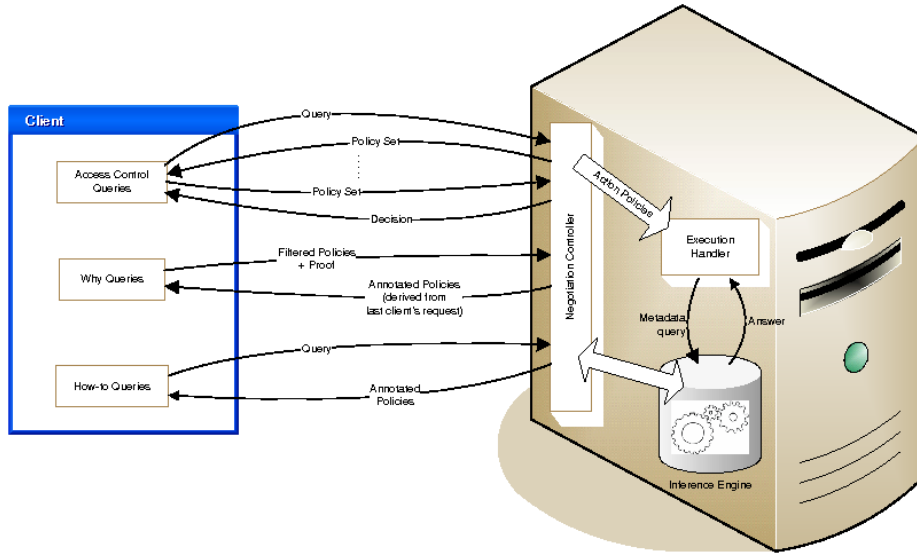 Client
Query
Policy Set
Access Control
Queries
Policy Set
Decision
Action Policies
Negotiation Controller
Execution
Handler
Filtered Policies
+ Proof
Why Queries
Annotated Policies
(derived from
last client's request)
Metadata
query
Answer
Query
How-to Queries
Annotated
Policies
Inference Engine